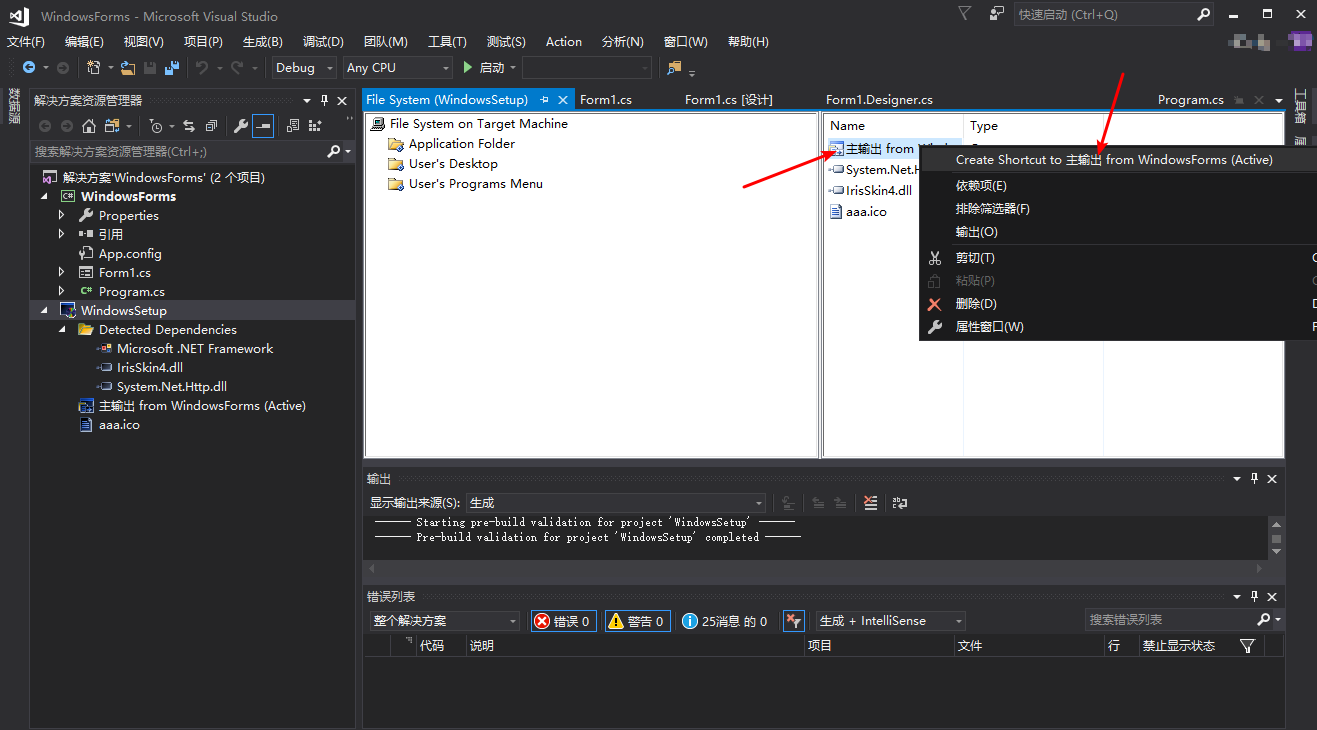 WindowsForms - Microsoft Visual Studio
快速启动 (Ctrl+Q)
文件(F) 编辑(E) 视图(V) 项目(P) 生成(B) 调试(D) 团队(M) 工具(T) 测试(S) Action 分析(N) 窗口(W) 帮助(H)
Debug Any CPU 启动
数据源
解决方案资源管理器
搜索解决方案资源管理器(Ctrl+;)
解决方案'WindowsForms' (2 个项目)
WindowsForms
Properties
引用
App.config
Form1.cs
Program.cs
WindowsSetup
Detected Dependencies
Microsoft .NET Framework
IrisSkin4.dll
System.Net.Http.dll
主输出 from WindowsForms (Active)
aaa.ico
File System (WindowsSetup) Form1.cs Form1.cs [设计] Form1.Designer.cs Program.cs
File System on Target Machine
Application Folder
User's Desktop
User's Programs Menu
Name Type
主输出 from
System.Net.H
IrisSkin4.dll
aaa.ico
Create Shortcut to 主输出 from WindowsForms (Active)
依赖项(E)
排除筛选器(F)
输出(O)
剪切(T)
粘贴(P)
删除(D)
属性窗口(W)
工具箱
输出
显示输出来源(S): 生成
------ Starting pre-build validation for project 'WindowsSetup' ------
------ Pre-build validation for project 'WindowsSetup' completed ------
错误列表
整个解决方案 错误 0 警告 0 25消息 的 0 生成 + IntelliSense 搜索错误列表
代码 说明 项目 文件 行 禁止显示状态